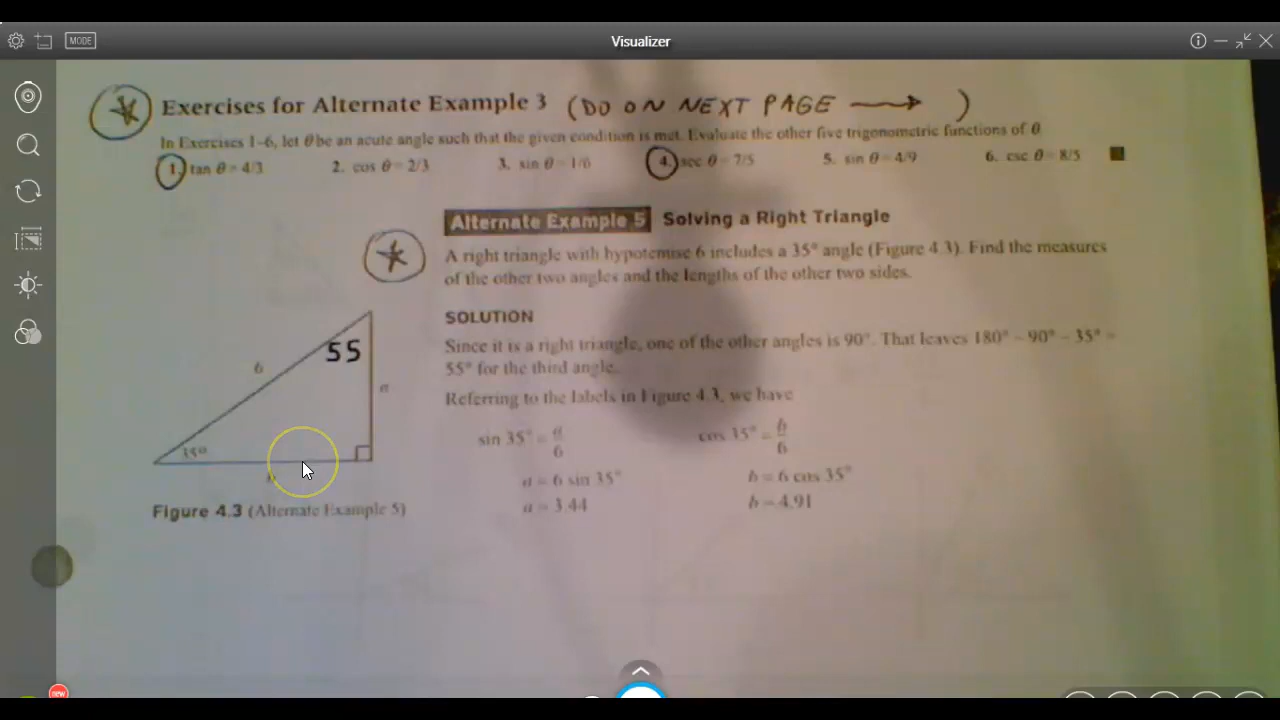 MODE
Visualizer
Exercises for Alternate Example 3 (DO ON NEXT PAGE → )
In Exercises 1–6, let θ be an acute angle such that the given condition is met. Evaluate the other five trigonometric functions of θ
1. tan θ = 4/3 2. cos θ = 2/3 3. sin θ = 1/6 4. sec θ = 7/5 5. sin θ = 4/9 6. csc θ = 8/5
Alternate Example 5 Solving a Right Triangle
A right triangle with hypotenuse 6 includes a 35° angle (Figure 4.3). Find the measures
of the other two angles and the lengths of the other two sides.
SOLUTION
Since it is a right triangle, one of the other angles is 90°. That leaves 180° – 90° – 35° =
55° for the third angle.
Referring to the labels in Figure 4.3, we have
sin 35° = a/6 cos 35° = b/6
a = 6 sin 35° b = 6 cos 35°
a = 3.44 b = 4.91
55
6
a
35°
Figure 4.3 (Alternate Example 5)
new